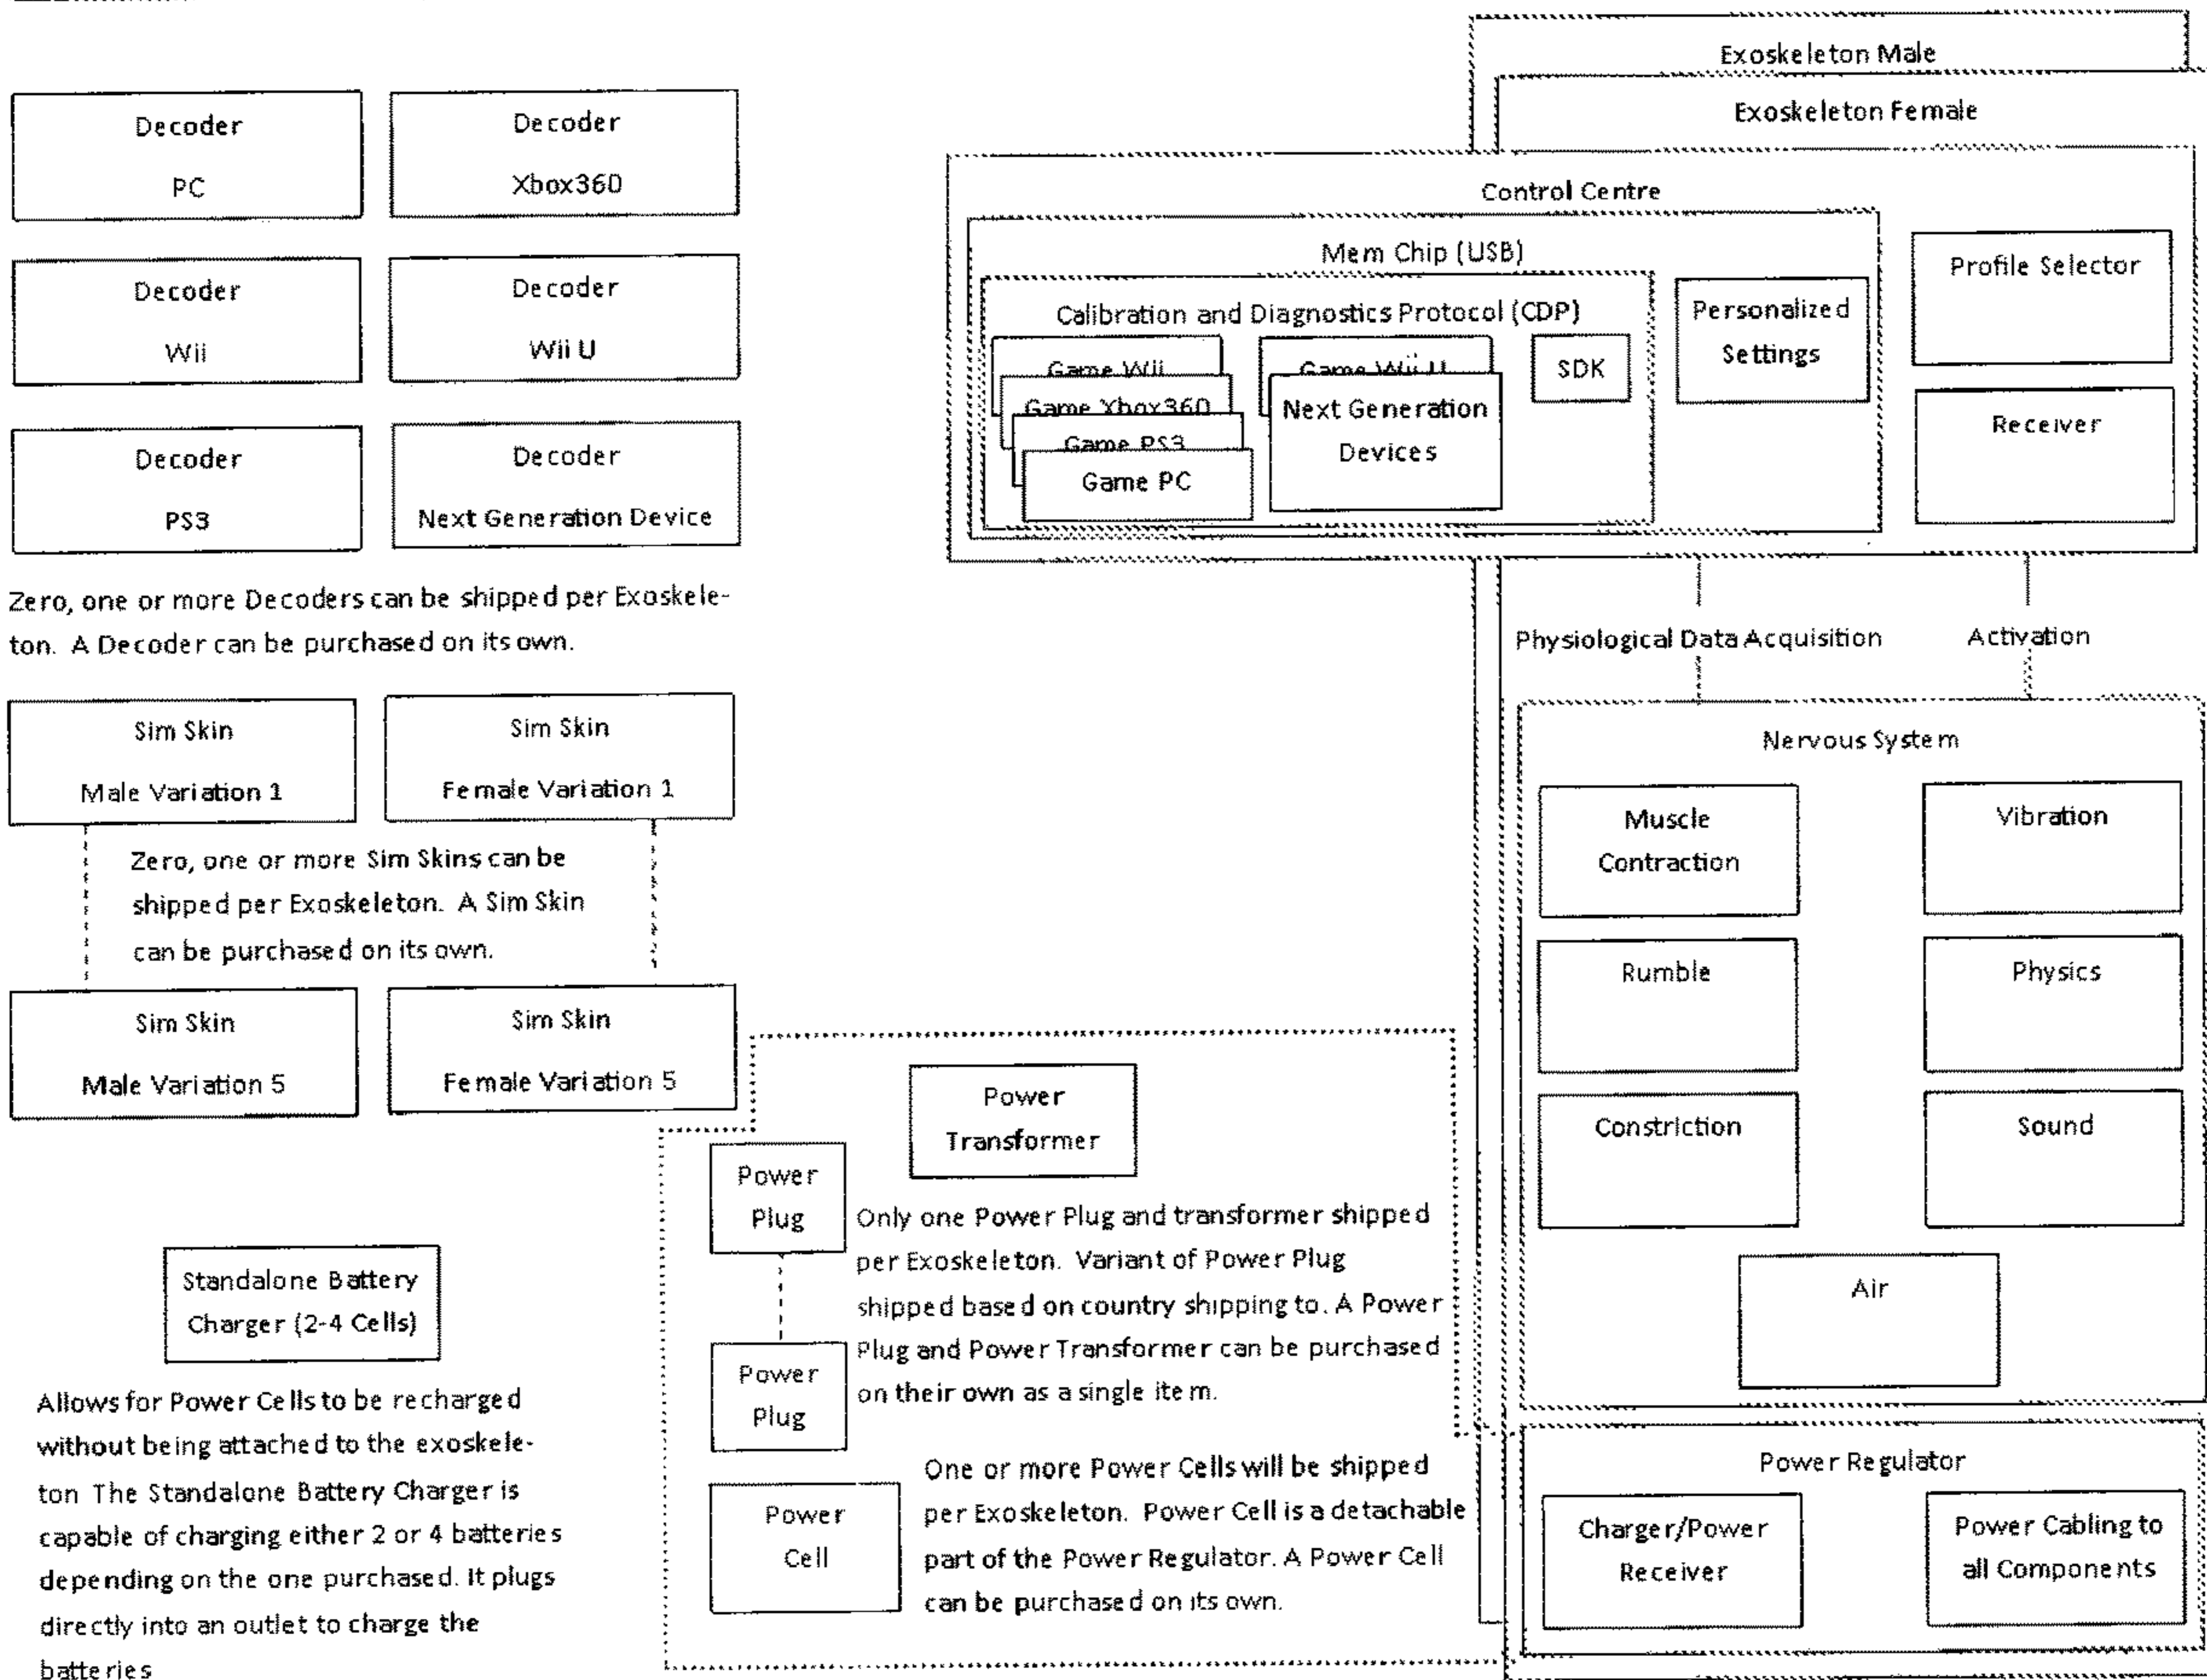 Exoskeleton Male
Exoskeleton Female
Decoder
PC
Decoder
Xbox360
Decoder
Wii
Decoder
Wii U
Decoder
PS3
Decoder
Next Generation Device
Zero, one or more Decoders can be shipped per Exoskele-
ton. A Decoder can be purchased on its own.
Control Centre
Mem Chip (USB)
Calibration and Diagnostics Protocol (CDP)
Game Wii
Game Xbox360
Game PS3
Game PC
Game Wii U
Next Generation
Devices
SDK
Personalized
Settings
Profile Selector
Receiver
Physiological Data Acquisition
Activation
Sim Skin
Male Variation 1
Sim Skin
Female Variation 1
Zero, one or more Sim Skins can be
shipped per Exoskeleton. A Sim Skin
can be purchased on its own.
Sim Skin
Male Variation 5
Sim Skin
Female Variation 5
Nervous System
Muscle
Contraction
Vibration
Rumble
Physics
Constriction
Sound
Air
Power
Transformer
Power
Plug
Only one Power Plug and transformer shipped
per Exoskeleton. Variant of Power Plug
shipped based on country shipping to. A Power
Plug and Power Transformer can be purchased
on their own as a single item.
Power
Plug
Standalone Battery
Charger (2-4 Cells)
Allows for Power Cells to be recharged
without being attached to the exoskele-
ton The Standalone Battery Charger is
capable of charging either 2 or 4 batteries
depending on the one purchased. It plugs
directly into an outlet to charge the
batteries
Power
Cell
One or more Power Cells will be shipped
per Exoskeleton. Power Cell is a detachable
part of the Power Regulator. A Power Cell
can be purchased on its own.
Power Regulator
Charger/Power
Receiver
Power Cabling to
all Components